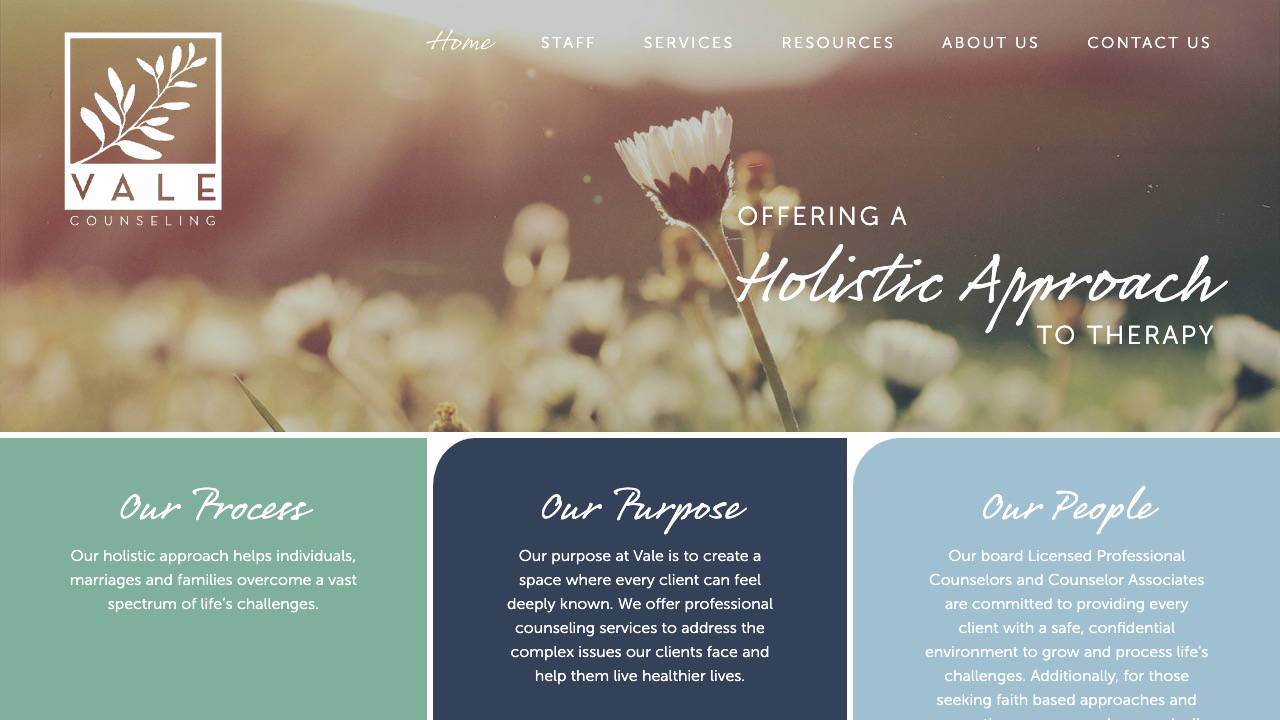 VALE
COUNSELING
Home STAFF SERVICES RESOURCES ABOUT US CONTACT US
OFFERING A
Holistic Approach
TO THERAPY
Our Process
Our holistic approach helps individuals,
marriages and families overcome a vast
spectrum of life's challenges.
Our Purpose
Our purpose at Vale is to create a
space where every client can feel
deeply known. We offer professional
counseling services to address the
complex issues our clients face and
help them live healthier lives.
Our People
Our board Licensed Professional
Counselors and Counselor Associates
are committed to providing every
client with a safe, confidential
environment to grow and process life's
challenges. Additionally, for those
seeking faith based approaches and